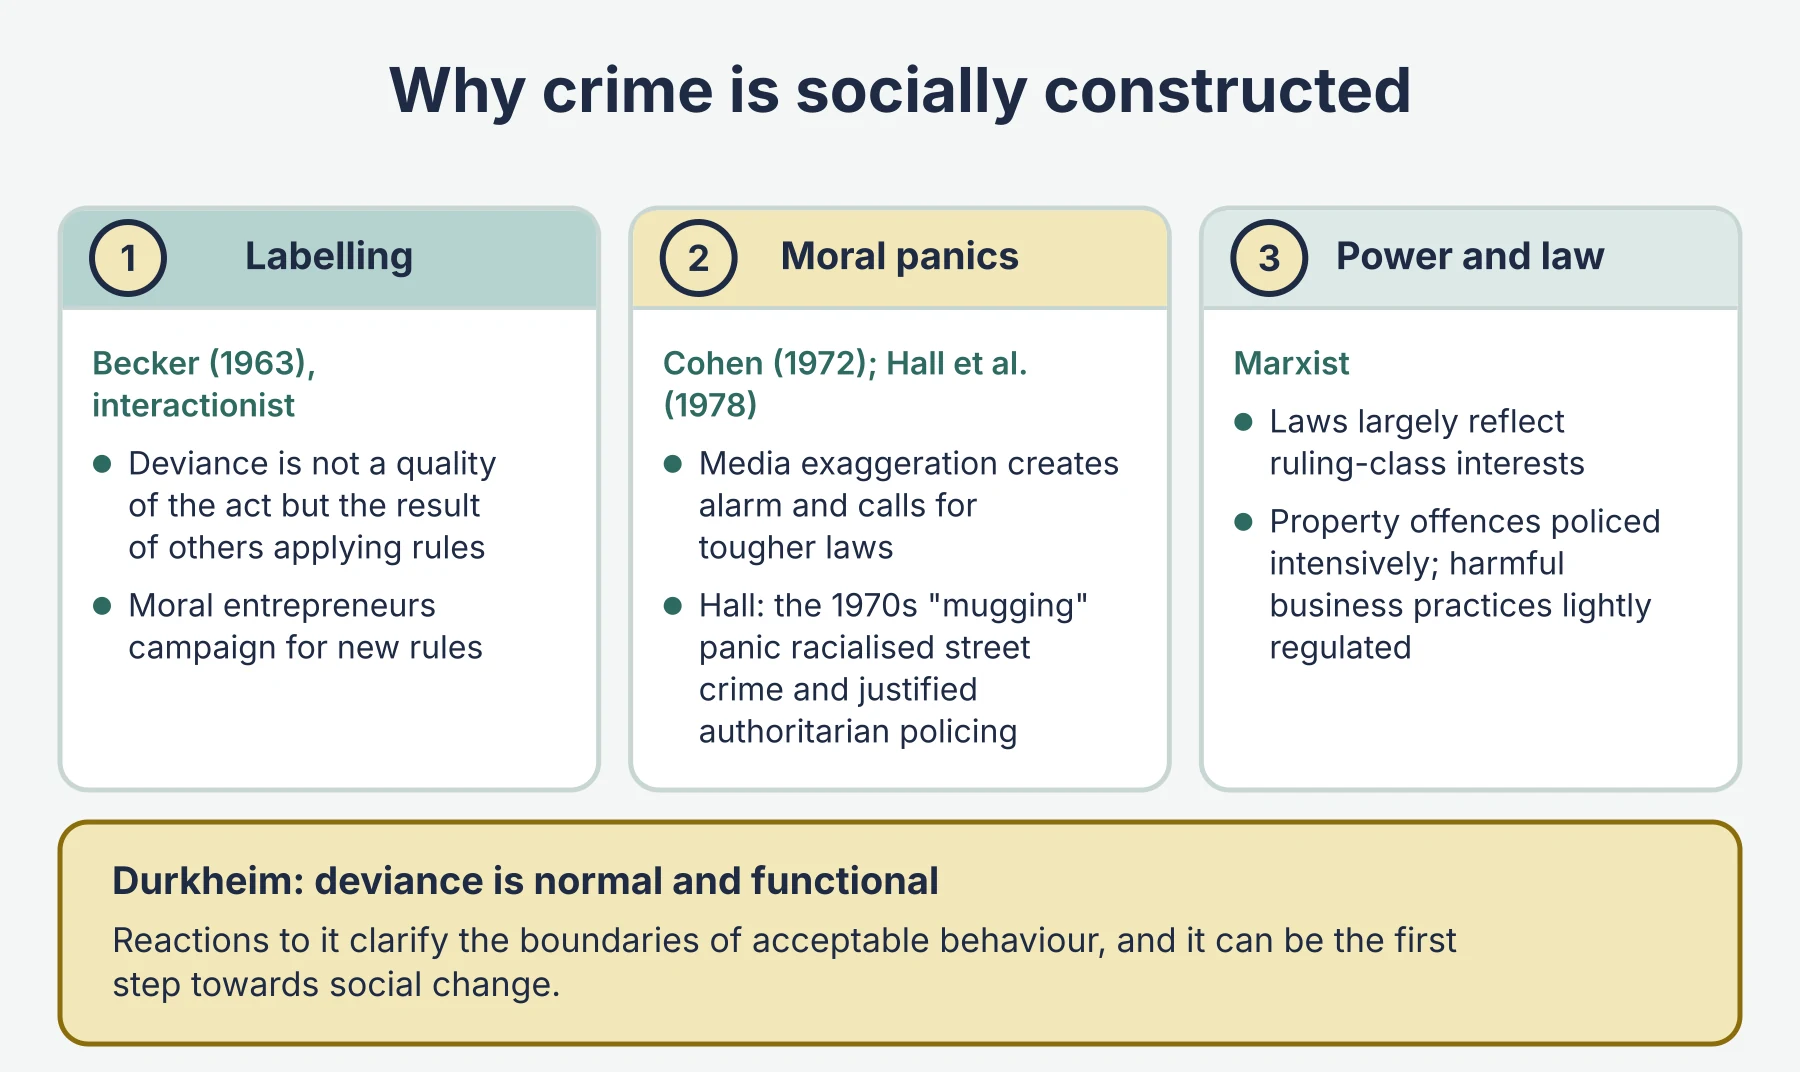 Why crime is socially constructed
1
Labelling
Becker (1963),
interactionist
Deviance is not a quality
of the act but the result
of others applying rules
Moral entrepreneurs
campaign for new rules
2
Moral panics
Cohen (1972); Hall et al.
(1978)
Media exaggeration creates
alarm and calls for
tougher laws
Hall: the 1970s "mugging"
panic racialised street
crime and justified
authoritarian policing
3
Power and law
Marxist
Laws largely reflect
ruling-class interests
Property offences policed
intensively; harmful
business practices lightly
regulated
Durkheim: deviance is normal and functional
Reactions to it clarify the boundaries of acceptable behaviour, and it can be the first
step towards social change.